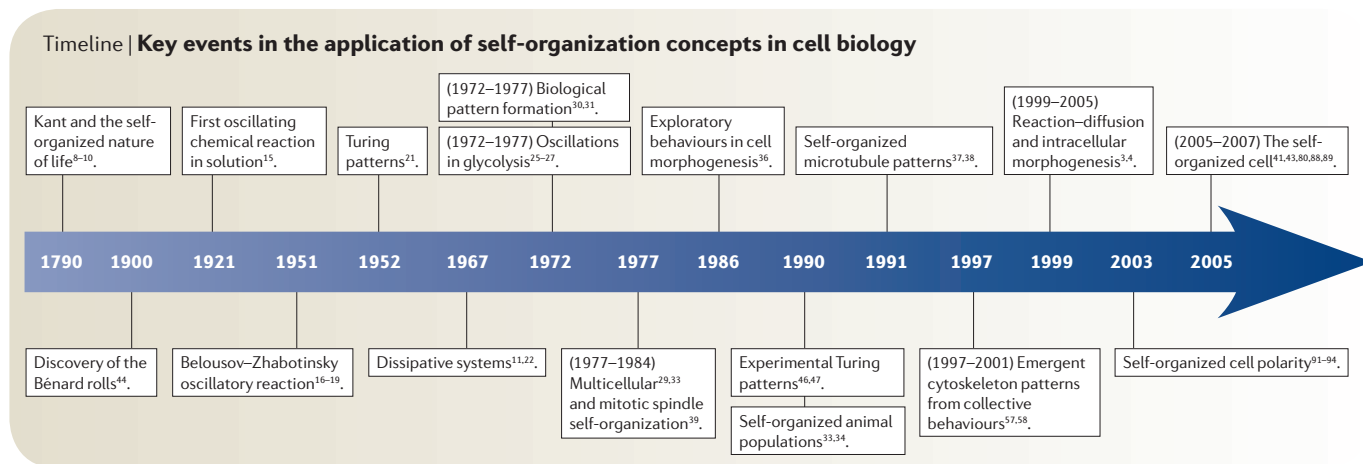 Timeline | Key events in the application of self-organization concepts in cell biology
Kant and the self-
organized nature
of life⁸⁻¹⁰.
First oscillating
chemical reaction
in solution¹⁵.
Turing
patterns²¹.
(1972–1977) Biological
pattern formation³⁰,³¹.
(1972–1977) Oscillations
in glycolysis²⁵⁻²⁷.
Exploratory
behaviours in cell
morphogenesis³⁶.
Self-organized
microtubule patterns³⁷,³⁸.
(1999–2005)
Reaction–diffusion
and intracellular
morphogenesis³,⁴.
(2005–2007) The self-
organized cell⁴¹,⁴³,⁸⁰,⁸⁸,⁸⁹.
1790 1900 1921 1951 1952 1967 1972 1977 1986 1990 1991 1997 1999 2003 2005
Discovery of the
Bénard rolls⁴⁴.
Belousov–Zhabotinsky
oscillatory reaction¹⁶⁻¹⁹.
Dissipative systems¹¹,²².
(1977–1984)
Multicellular²⁹,³³
and mitotic spindle
self-organization³⁹.
Experimental Turing
patterns⁴⁶,⁴⁷.
Self-organized animal
populations³³,³⁴.
(1997–2001) Emergent
cytoskeleton patterns
from collective
behaviours⁵⁷,⁵⁸.
Self-organized cell polarity⁹¹⁻⁹⁴.